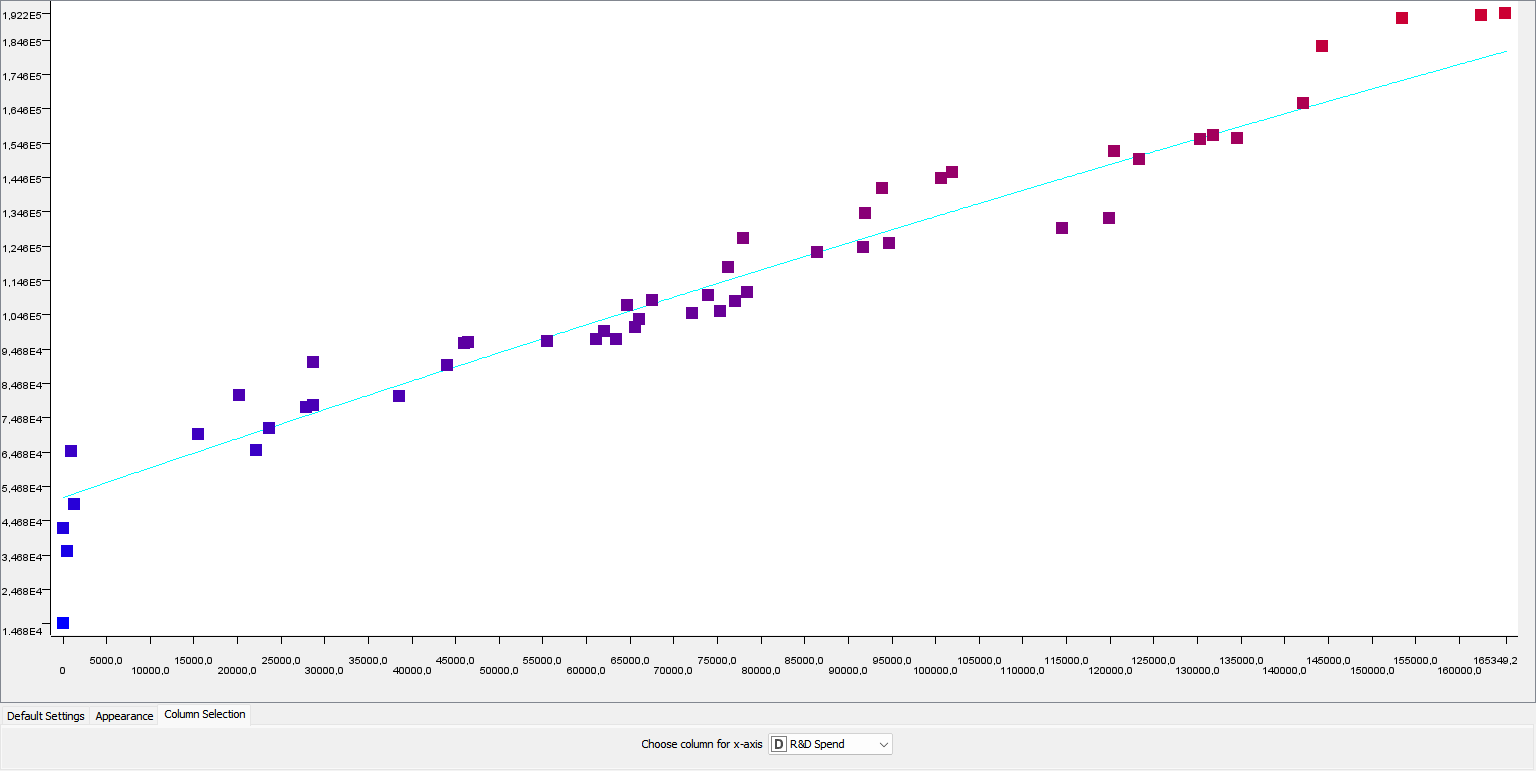 1,922E5
1,846E5
1,746E5
1,646E5
1,546E5
1,446E5
1,346E5
1,246E5
1,146E5
1,046E5
9,468E4
8,468E4
7,468E4
6,468E4
5,468E4
4,468E4
3,468E4
2,468E4
1.468E4
5000,0 15000,0 25000,0 35000,0 45000,0 55000,0 65000,0 75000,0 85000,0 95000,0 105000,0 115000,0 125000,0 135000,0 145000,0 155000,0 165349,2
0 10000,0 20000,0 30000,0 40000,0 50000,0 60000,0 70000,0 80000,0 90000,0 100000,0 110000,0 120000,0 130000,0 140000,0 150000,0 160000,0
Default Settings Appearance Column Selection
Choose column for x-axis D R&D Spend